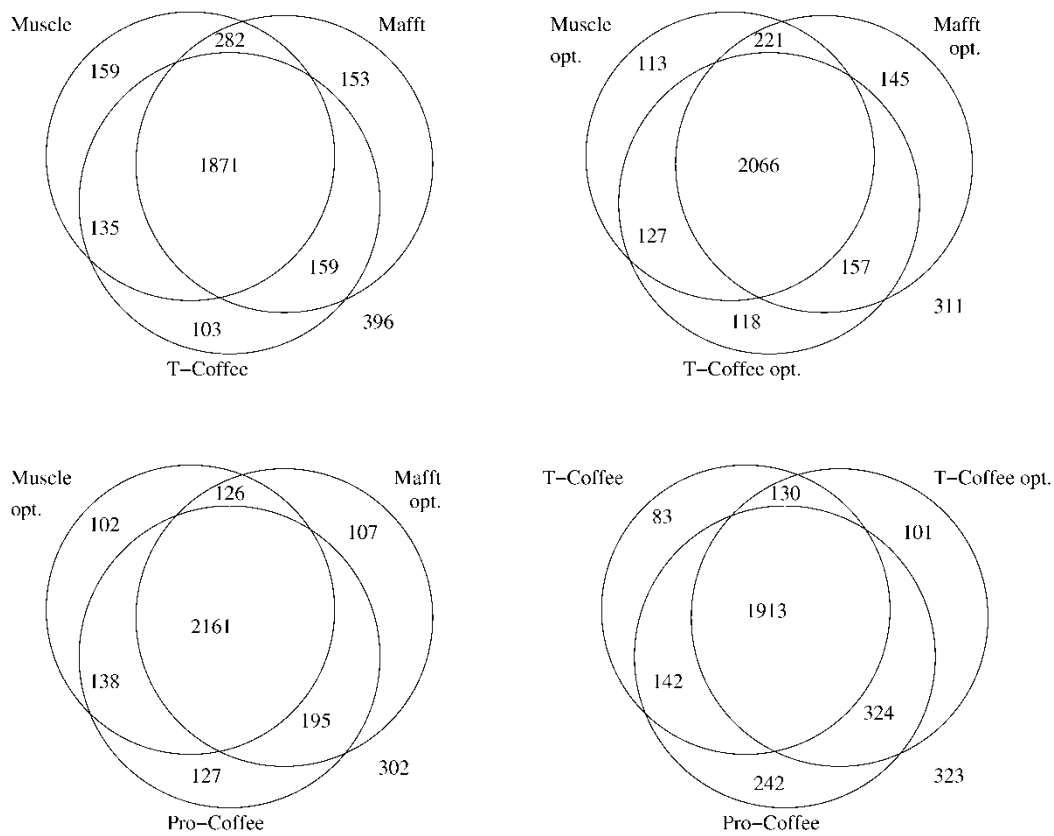 Muscle
282
Mafft
159
153
1871
135
159
103
396
T−Coffee
Muscle
opt.
221
Mafft
opt.
113
145
2066
127
157
118
311
T−Coffee opt.
Muscle
opt.
126
Mafft
opt.
102
107
2161
138
195
127
302
Pro−Coffee
T−Coffee
130
T−Coffee opt.
83
101
1913
142
324
242
323
Pro−Coffee